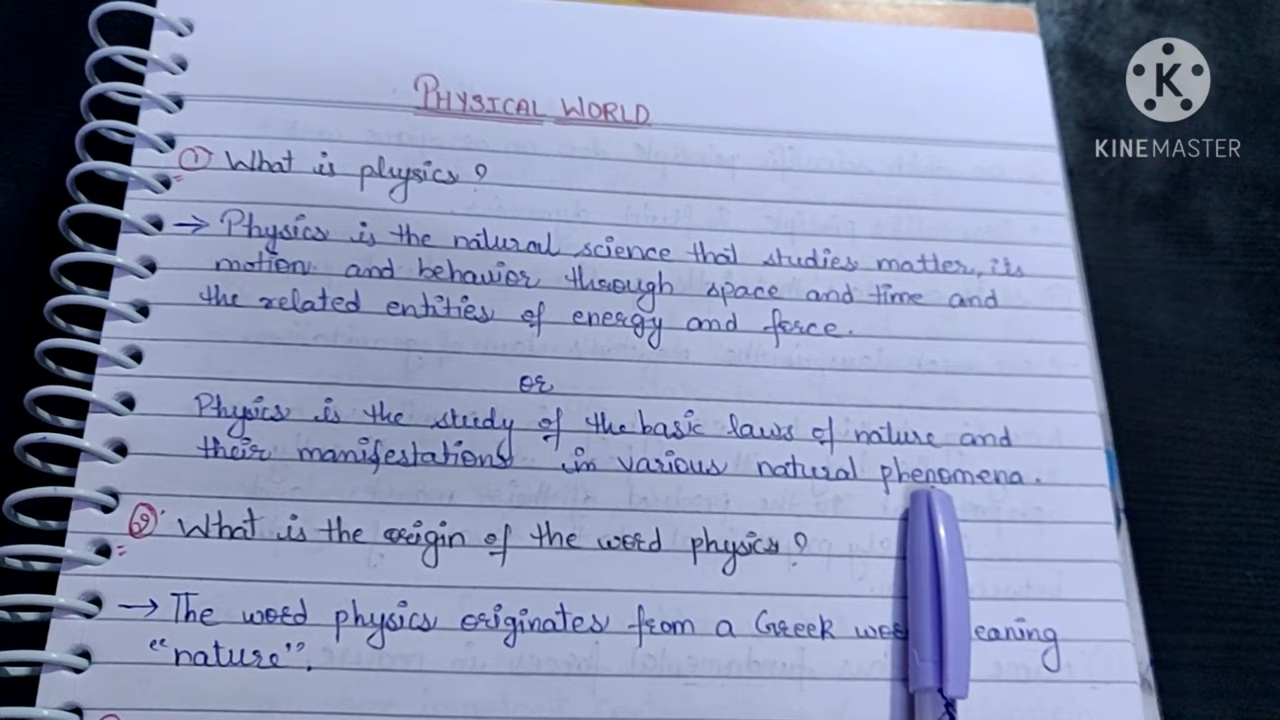 PHYSICAL WORLD
K
KINEMASTER
① What is physics?
→ Physics is the natural science that studies matter, its
motion and behavior through space and time and
the related entities of energy and force.
or
Physics is the study of the basic laws of nature and
their manifestations in various natural phenomena.
② What is the origin of the word physics?
→ The word physics originates from a Greek wo eaning
"nature".